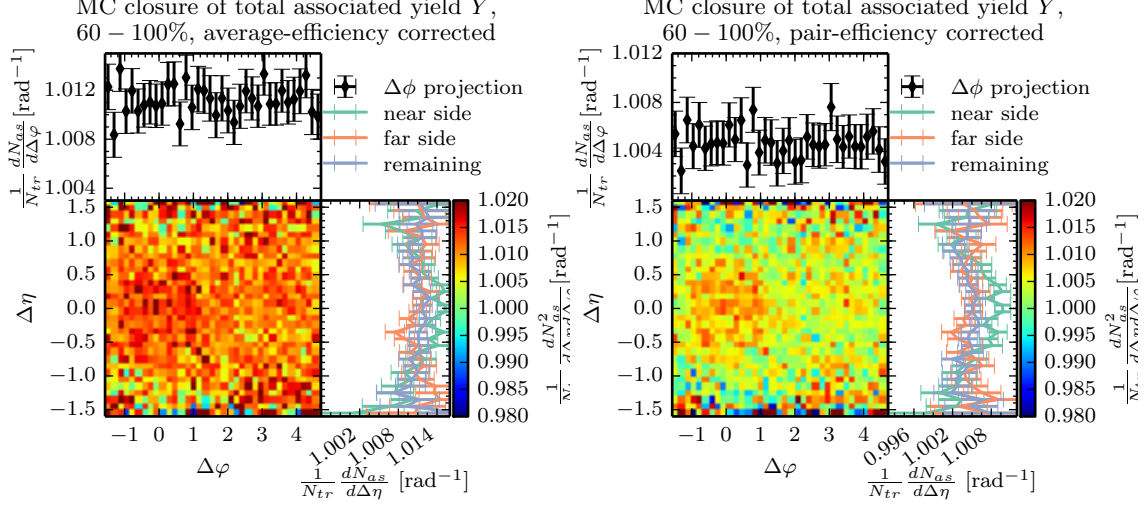 MC closure of total associated yield Y,
60 − 100%, average-efficiency corrected
1/N_tr dN_as/dΔφ [rad⁻¹]
1.012
1.008
1.004
Δφ projection
near side
far side
remaining
Δη
1.5
1.0
0.5
0.0
−0.5
−1.0
−1.5
−1 0 1 2 3 4
Δφ
1.002 1.008 1.014
1/N_tr dN_as/dΔη [rad⁻¹]
1.020
1.015
1.010
1.005
1.000
0.995
0.990
0.985
0.980
MC closure of total associated yield Y,
60 − 100%, pair-efficiency corrected
1/N_tr dN_as/dΔφ [rad⁻¹]
1.012
1.008
1.004
Δφ projection
near side
far side
remaining
Δη
1.5
1.0
0.5
0.0
−0.5
−1.0
−1.5
−1 0 1 2 3 4
Δφ
0.996 1.002 1.008
1/N_tr dN_as/dΔη [rad⁻¹]
1.020
1.015
1.010
1.005
1.000
0.995
0.990
0.985
0.980